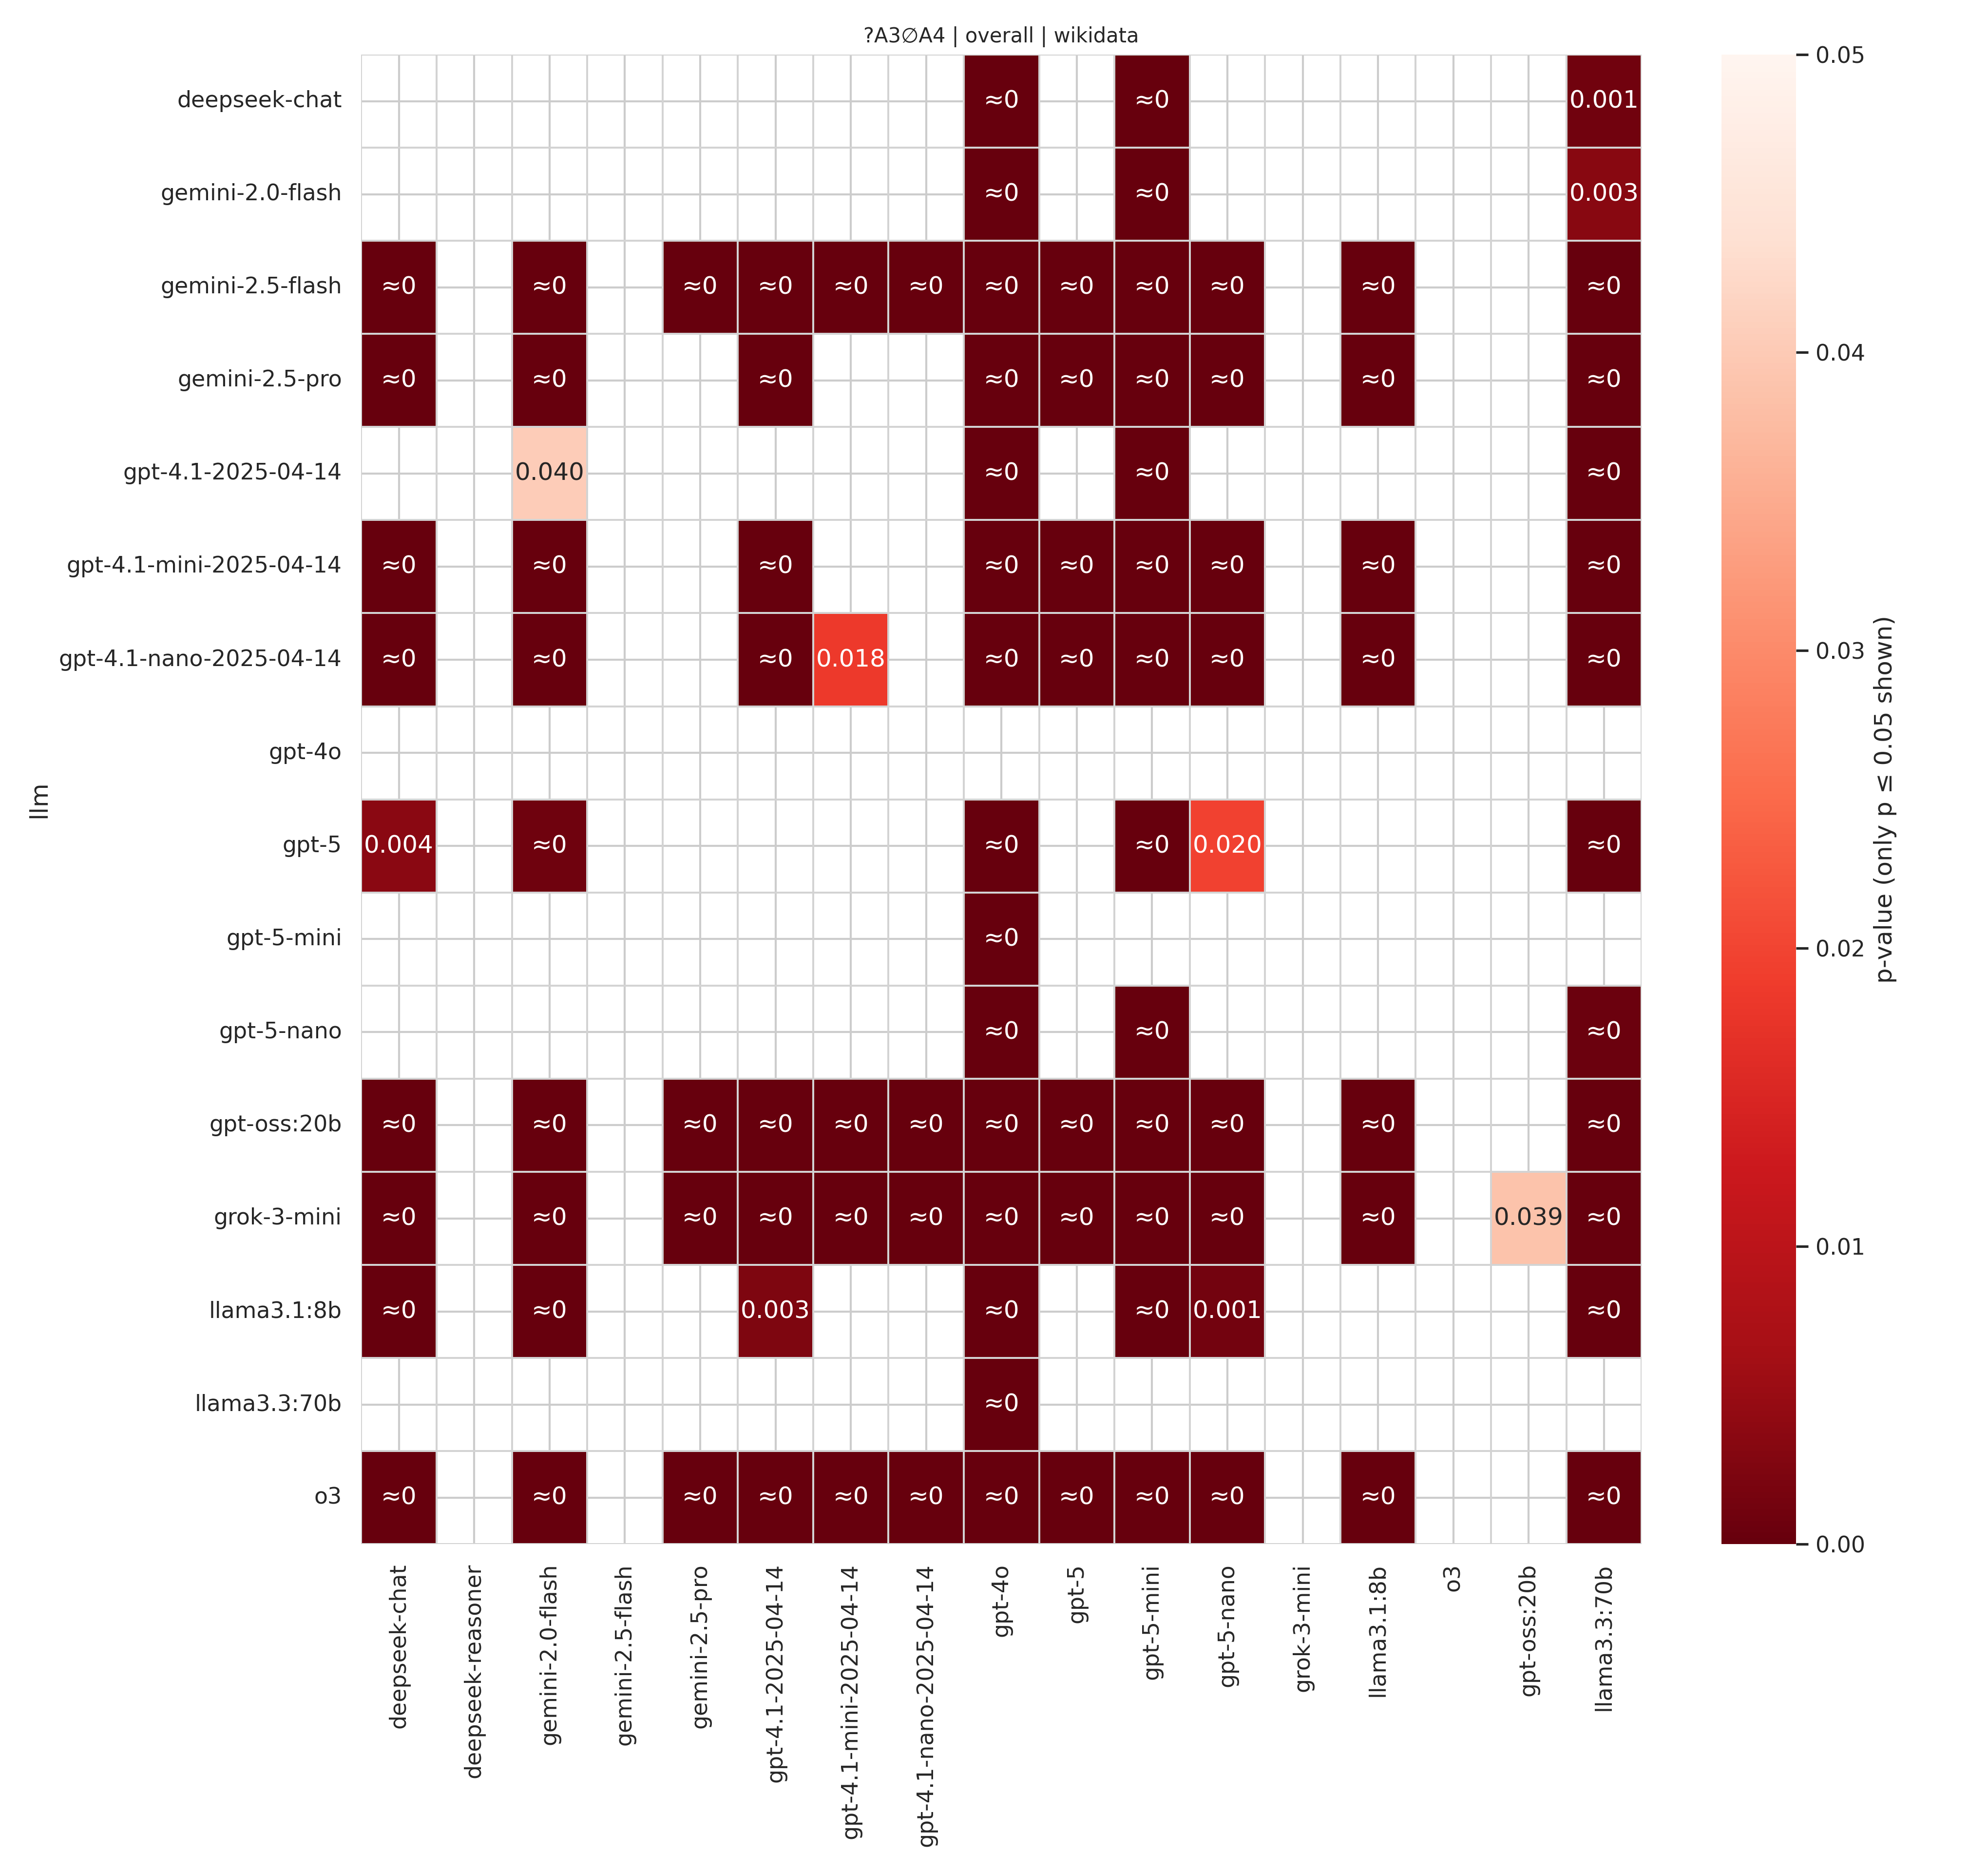 ?A3∅A4 | overall | wikidata
deepseek-chat ≈0 ≈0 0.001
gemini-2.0-flash ≈0 ≈0 0.003
gemini-2.5-flash ≈0 ≈0 ≈0 ≈0 ≈0 ≈0 ≈0 ≈0 ≈0 ≈0 ≈0 ≈0
gemini-2.5-pro ≈0 ≈0 ≈0 ≈0 ≈0 ≈0 ≈0 ≈0 ≈0
gpt-4.1-2025-04-14 0.040 ≈0 ≈0 ≈0
gpt-4.1-mini-2025-04-14 ≈0 ≈0 ≈0 ≈0 ≈0 ≈0 ≈0 ≈0 ≈0
gpt-4.1-nano-2025-04-14 ≈0 ≈0 ≈0 0.018 ≈0 ≈0 ≈0 ≈0 ≈0 ≈0
gpt-4o
gpt-5 0.004 ≈0 ≈0 ≈0 0.020 ≈0
gpt-5-mini ≈0
gpt-5-nano ≈0 ≈0 ≈0
gpt-oss:20b ≈0 ≈0 ≈0 ≈0 ≈0 ≈0 ≈0 ≈0 ≈0 ≈0 ≈0 ≈0
grok-3-mini ≈0 ≈0 ≈0 ≈0 ≈0 ≈0 ≈0 ≈0 ≈0 ≈0 ≈0 0.039 ≈0
llama3.1:8b ≈0 ≈0 0.003 ≈0 ≈0 0.001 ≈0
llama3.3:70b ≈0
o3 ≈0 ≈0 ≈0 ≈0 ≈0 ≈0 ≈0 ≈0 ≈0 ≈0 ≈0 ≈0
llm
deepseek-chat
deepseek-reasoner
gemini-2.0-flash
gemini-2.5-flash
gemini-2.5-pro
gpt-4.1-2025-04-14
gpt-4.1-mini-2025-04-14
gpt-4.1-nano-2025-04-14
gpt-4o
gpt-5
gpt-5-mini
gpt-5-nano
grok-3-mini
llama3.1:8b
o3
gpt-oss:20b
llama3.3:70b
0.05
0.04
0.03
0.02
0.01
0.00
p-value (only p ≤ 0.05 shown)